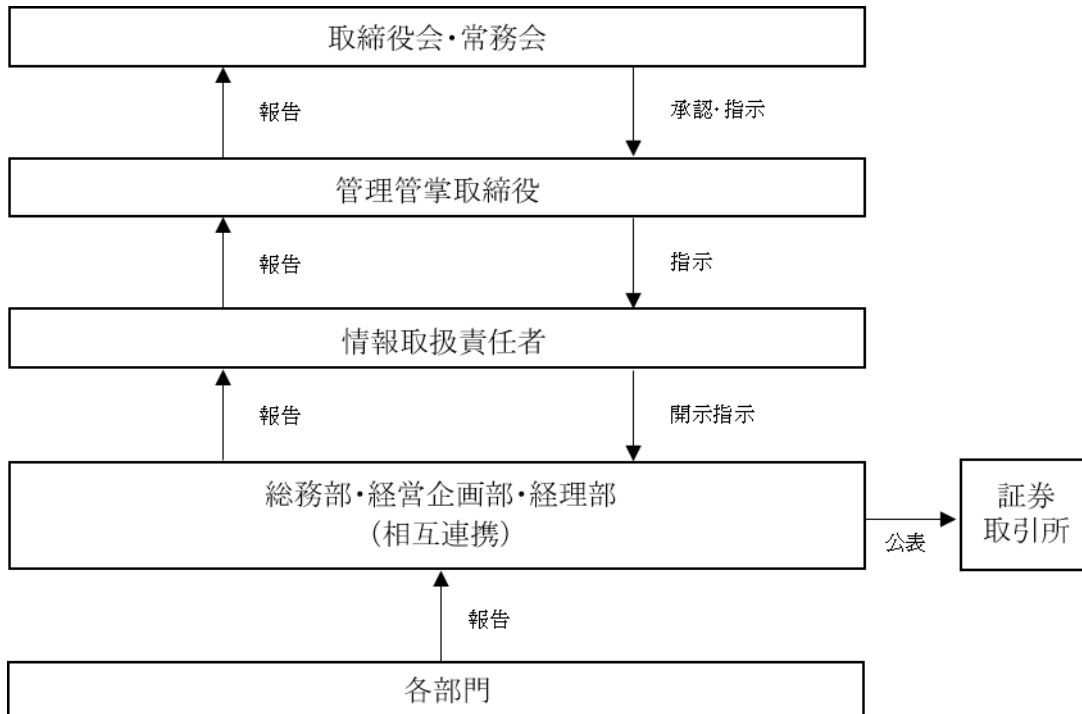 取締役会・常務会
報告
承認・指示
管理管掌取締役
報告
指示
情報取扱責任者
報告
開示指示
総務部・経営企画部・経理部
(相互連携)
公表
証券
取引所
報告
各部門